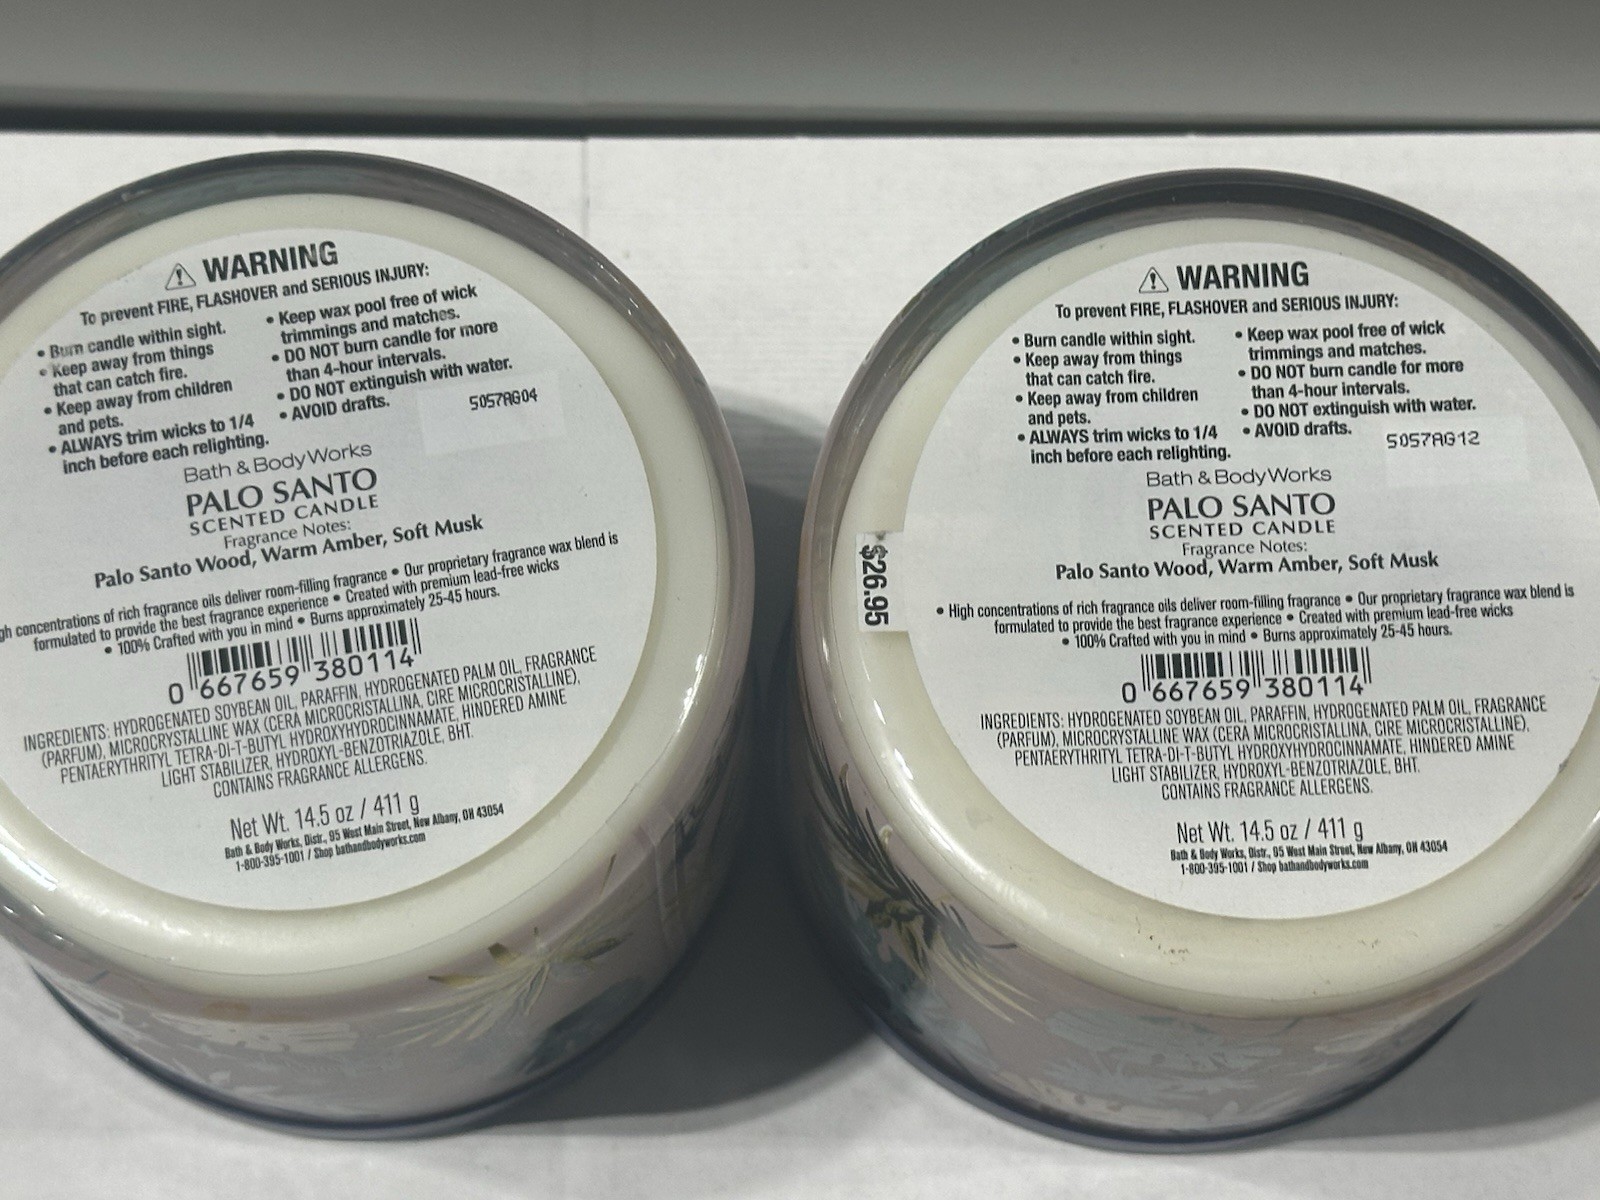 WARNING
To prevent FIRE, FLASHOVER and SERIOUS INJURY:
• Burn candle within sight.
• Keep away from things
that can catch fire.
• Keep away from children
and pets.
• ALWAYS trim wicks to 1/4
inch before each relighting.
• Keep wax pool free of wick
trimmings and matches.
• DO NOT burn candle for more
than 4-hour intervals.
• DO NOT extinguish with water.
• AVOID drafts.
5057AG04
Bath & Body Works
PALO SANTO
SCENTED CANDLE
Fragrance Notes:
Palo Santo Wood, Warm Amber, Soft Musk
gh concentrations of rich fragrance oils deliver room-filling fragrance • Our proprietary fragrance wax blend is
formulated to provide the best fragrance experience • Created with premium lead-free wicks
• 100% Crafted with you in mind • Burns approximately 25-45 hours.
0 667659 380114
INGREDIENTS: HYDROGENATED SOYBEAN OIL, PARAFFIN, HYDROGENATED PALM OIL, FRAGRANCE
(PARFUM), MICROCRYSTALLINE WAX (CERA MICROCRISTALLINA, CIRE MICROCRISTALLINE),
PENTAERYTHRITYL TETRA-DI-T-BUTYL HYDROXYHYDROCINNAMATE, HINDERED AMINE
LIGHT STABILIZER, HYDROXYL-BENZOTRIAZOLE, BHT.
CONTAINS FRAGRANCE ALLERGENS.
Net Wt. 14.5 oz / 411 g
Bath & Body Works, Distr., 95 West Main Street, New Albany, OH 43054
1-800-395-1001 / Shop bathandbodyworks.com
WARNING
To prevent FIRE, FLASHOVER and SERIOUS INJURY:
• Burn candle within sight.
• Keep away from things
that can catch fire.
• Keep away from children
and pets.
• ALWAYS trim wicks to 1/4
inch before each relighting.
• Keep wax pool free of wick
trimmings and matches.
• DO NOT burn candle for more
than 4-hour intervals.
• DO NOT extinguish with water.
• AVOID drafts.
5057AG12
Bath & Body Works
PALO SANTO
SCENTED CANDLE
Fragrance Notes:
Palo Santo Wood, Warm Amber, Soft Musk
$26.95
• High concentrations of rich fragrance oils deliver room-filling fragrance • Our proprietary fragrance wax blend is
formulated to provide the best fragrance experience • Created with premium lead-free wicks
• 100% Crafted with you in mind • Burns approximately 25-45 hours.
0 667659 380114
INGREDIENTS: HYDROGENATED SOYBEAN OIL, PARAFFIN, HYDROGENATED PALM OIL, FRAGRANCE
(PARFUM), MICROCRYSTALLINE WAX (CERA MICROCRISTALLINA, CIRE MICROCRISTALLINE),
PENTAERYTHRITYL TETRA-DI-T-BUTYL HYDROXYHYDROCINNAMATE, HINDERED AMINE
LIGHT STABILIZER, HYDROXYL-BENZOTRIAZOLE, BHT.
CONTAINS FRAGRANCE ALLERGENS.
Net Wt. 14.5 oz / 411 g
Bath & Body Works, Distr., 95 West Main Street, New Albany, OH 43054
1-800-395-1001 / Shop bathandbodyworks.com